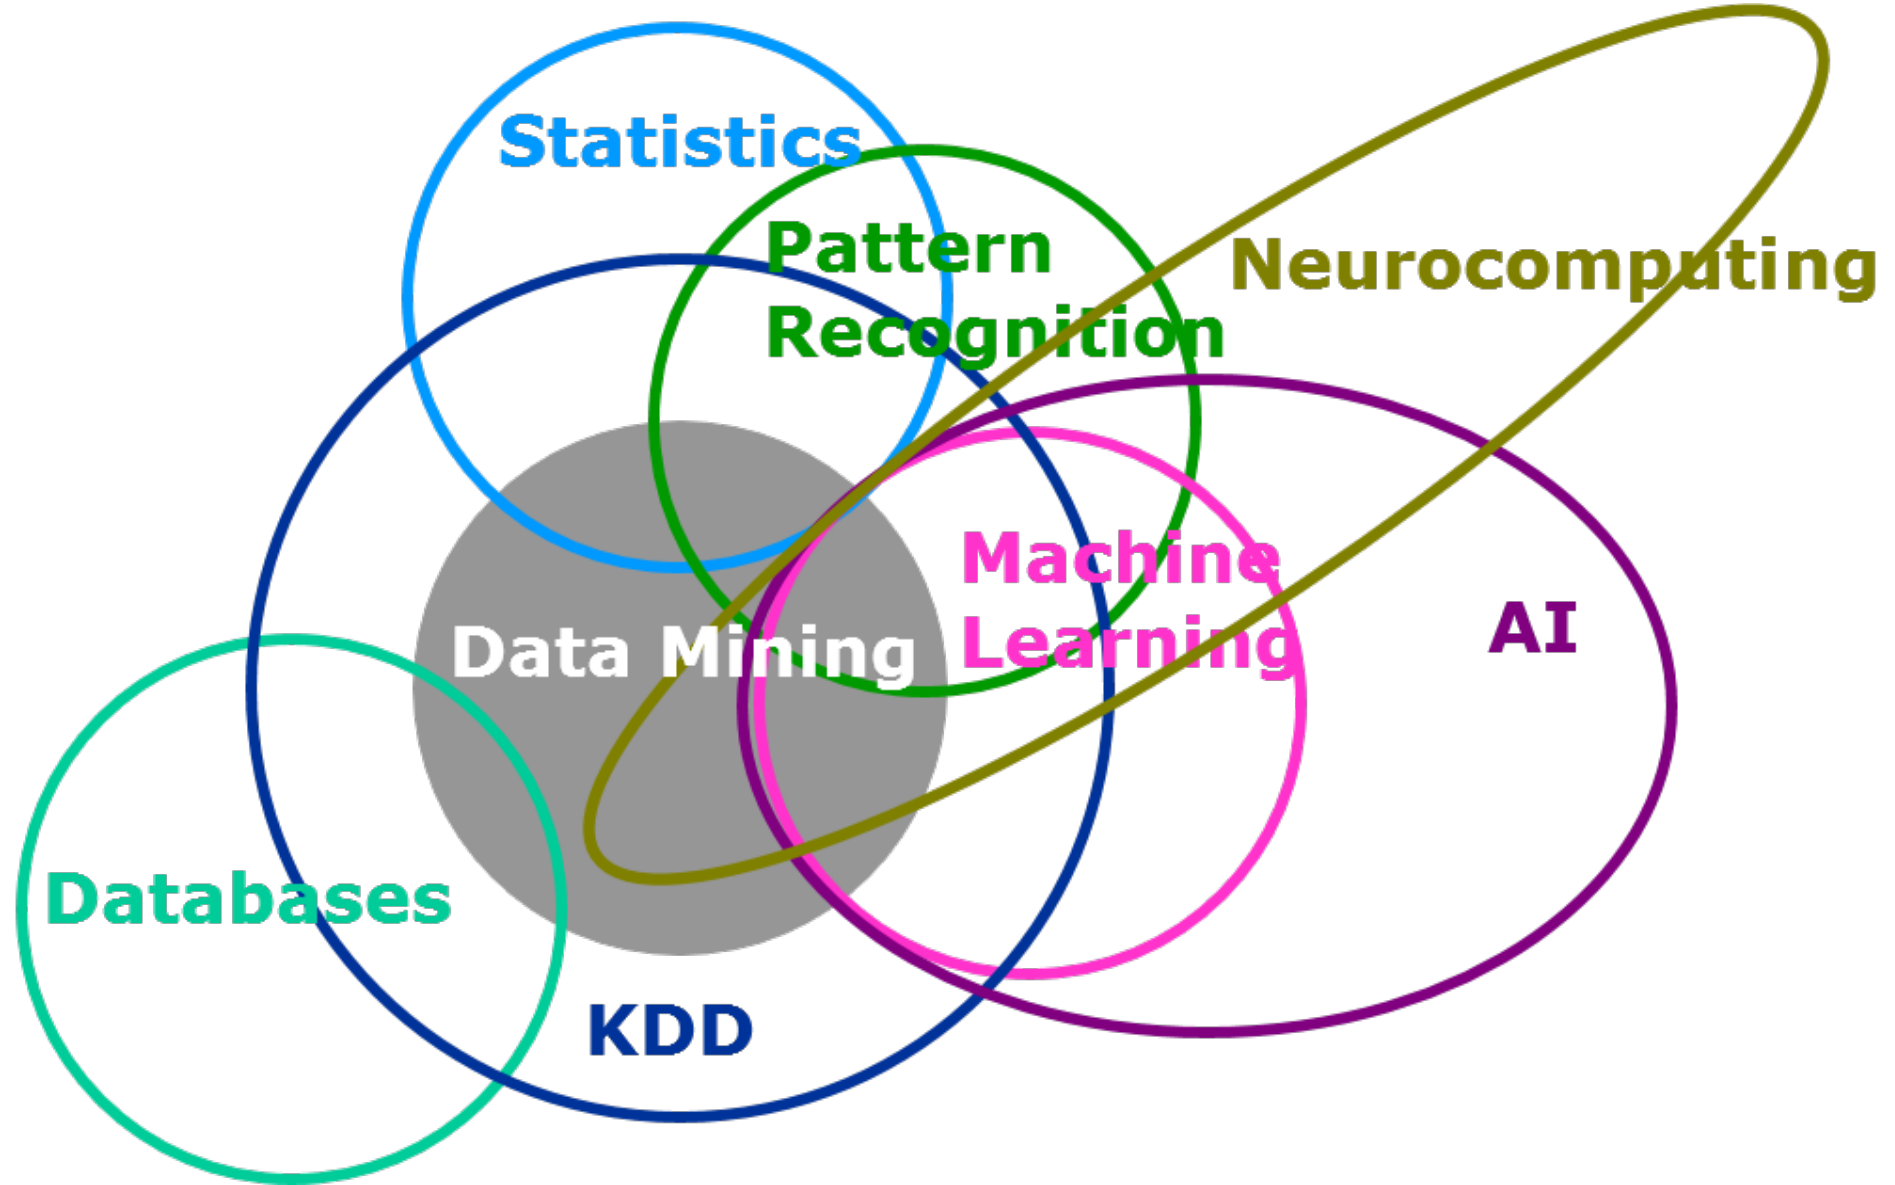 Statistics
Pattern
Recognition
Neurocomputing
Machine
Learning
AI
Data Mining
Databases
KDD